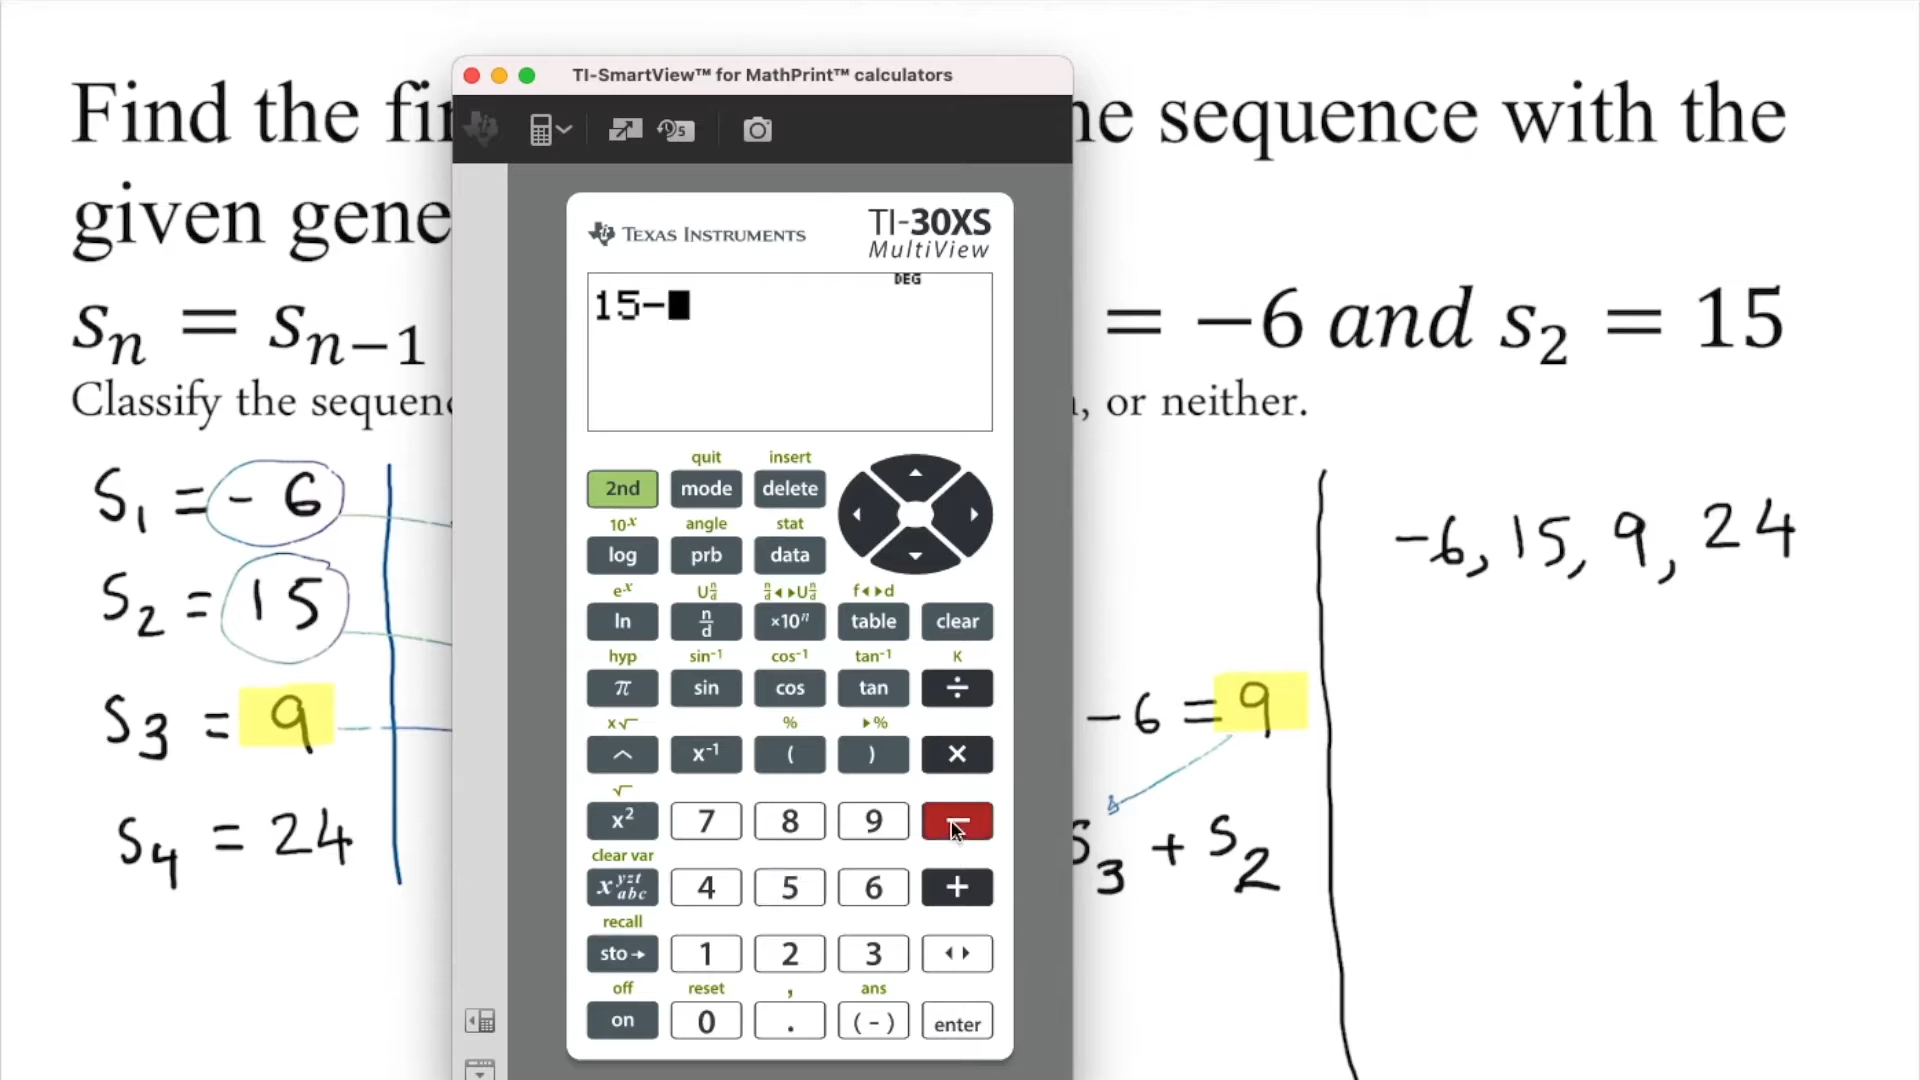 TI-SmartView™ for MathPrint™ calculators
Find the fi he sequence with the
given gene
sₙ = sₙ₋₁ = −6 and s₂ = 15
Classify the sequenc , or neither.
TEXAS INSTRUMENTS TI-30XS
MultiView
DEG
15-
quit insert
2nd mode delete
10ˣ angle stat
log prb data
eˣ U n/d n/d◂▸U n/d f◂▸d
ln n/d ×10ⁿ table clear
hyp sin⁻¹ cos⁻¹ tan⁻¹ K
π sin cos tan ÷
ˣ√ % ▸%
^ x⁻¹ ( ) ×
√
x² 7 8 9 −
clear var
x yzt abc 4 5 6 +
recall
sto→ 1 2 3 ◂▸
off reset , ans
on 0 . (-) enter
S₁ = -6
S₂ = 15
S₃ = 9
S₄ = 24
-6 = 9
S₃ + S₂
-6, 15, 9, 24